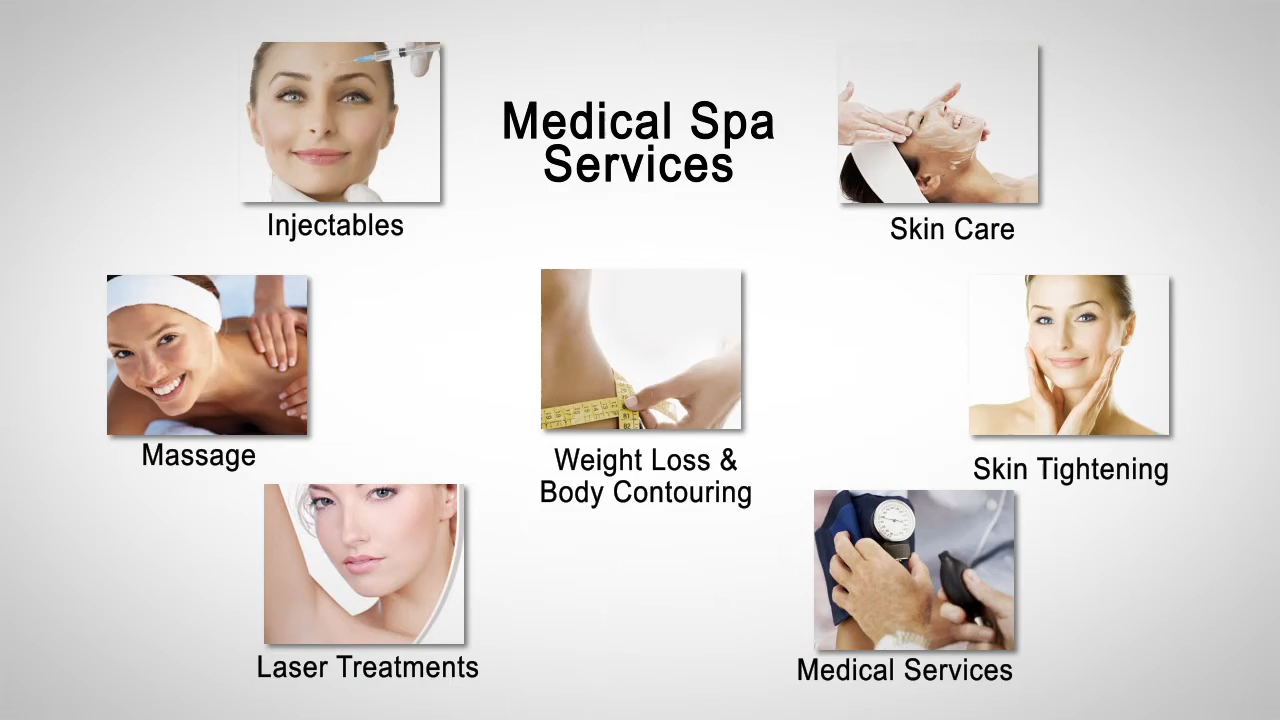 Medical Spa
Services
Injectables
Skin Care
Massage
Weight Loss &
Body Contouring
Skin Tightening
Laser Treatments
Medical Services